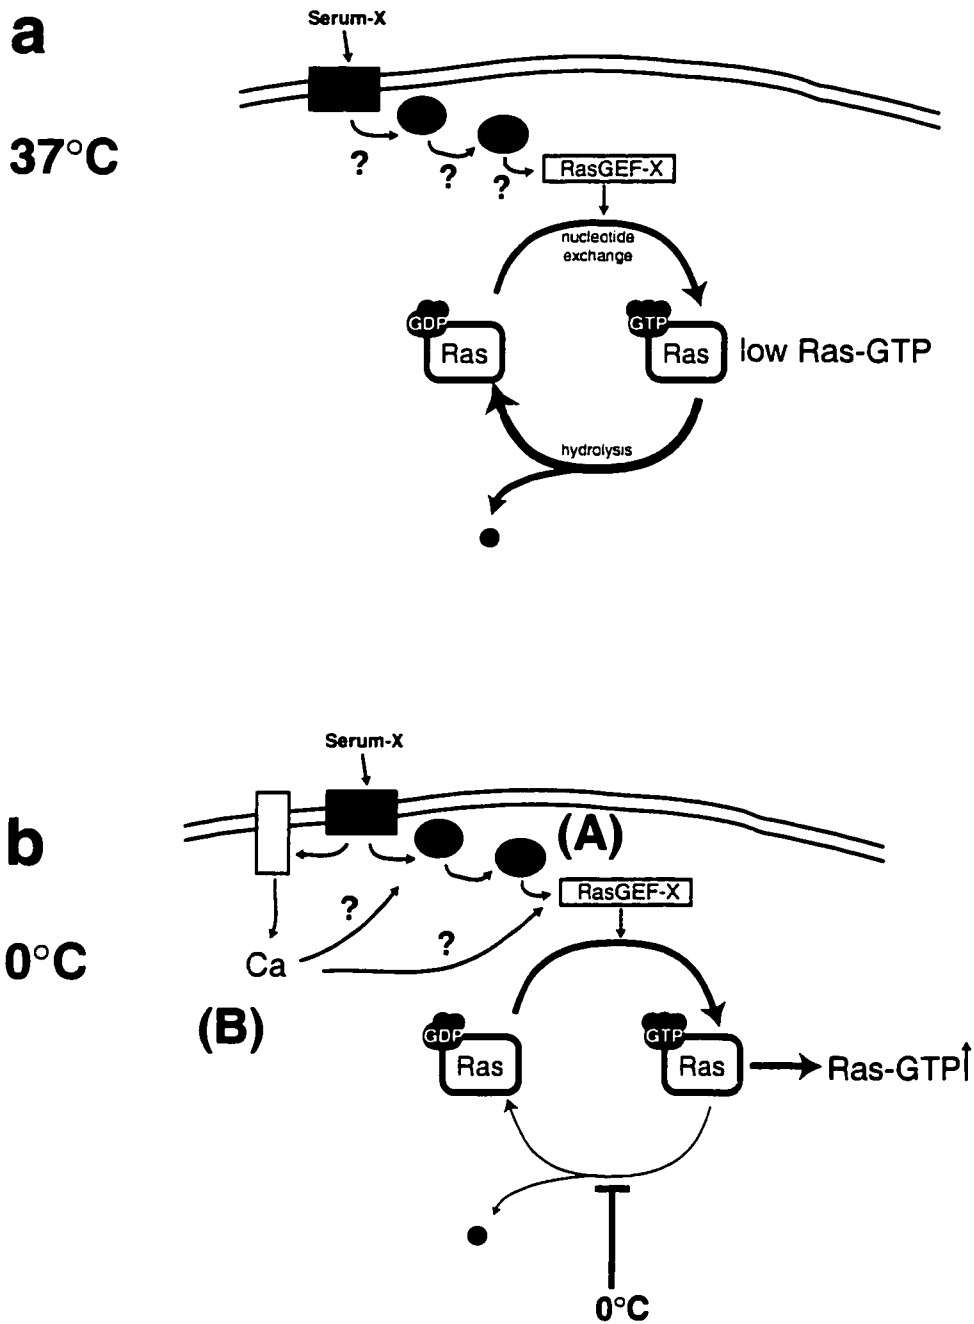 a
Serum-X
37°C
?
?
?
RasGEF-X
nucleotide
exchange
GDP
Ras
GTP
Ras
low Ras-GTP
hydrolysis
Serum-X
b
(A)
RasGEF-X
?
?
0°C
Ca
(B)
GDP
Ras
GTP
Ras
Ras-GTP↑
0°C